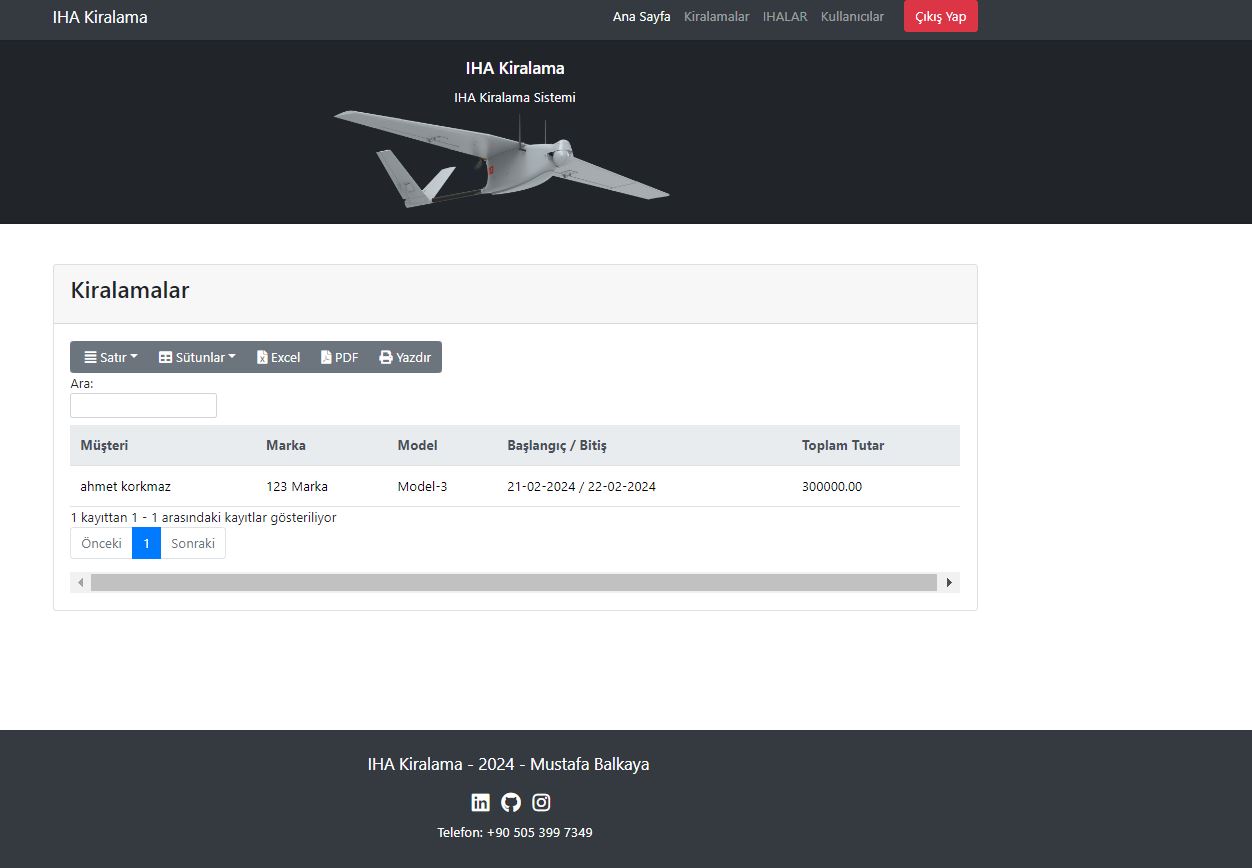 IHA Kiralama
Ana Sayfa Kiralamalar IHALAR Kullanıcılar Çıkış Yap
IHA Kiralama
IHA Kiralama Sistemi
Kiralamalar
Satır Sütunlar Excel PDF Yazdır
Ara:
Müşteri Marka Model Başlangıç / Bitiş Toplam Tutar
ahmet korkmaz 123 Marka Model-3 21-02-2024 / 22-02-2024 300000.00
1 kayıttan 1 - 1 arasındaki kayıtlar gösteriliyor
Önceki 1 Sonraki
IHA Kiralama - 2024 - Mustafa Balkaya
Telefon: +90 505 399 7349